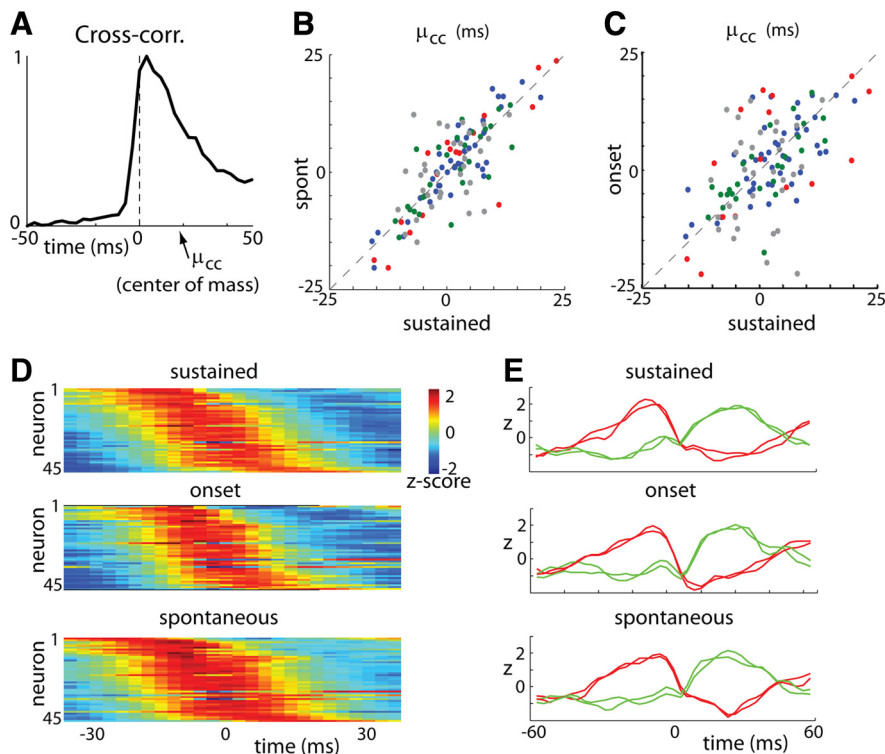 A
Cross-corr.
1
0
-50
time (ms)
0
50
μcc
(center of mass)
B
μcc (ms)
25
spont
0
-25
-25
0
25
sustained
C
μcc (ms)
25
onset
0
-25
-25
0
25
sustained
D
sustained
1
neuron
45
2
0
-2
z-score
onset
1
neuron
45
spontaneous
1
neuron
45
-30
0
time (ms)
30
E
sustained
2
z
0
onset
2
z
0
spontaneous
2
z
0
-60
0
time (ms)
60